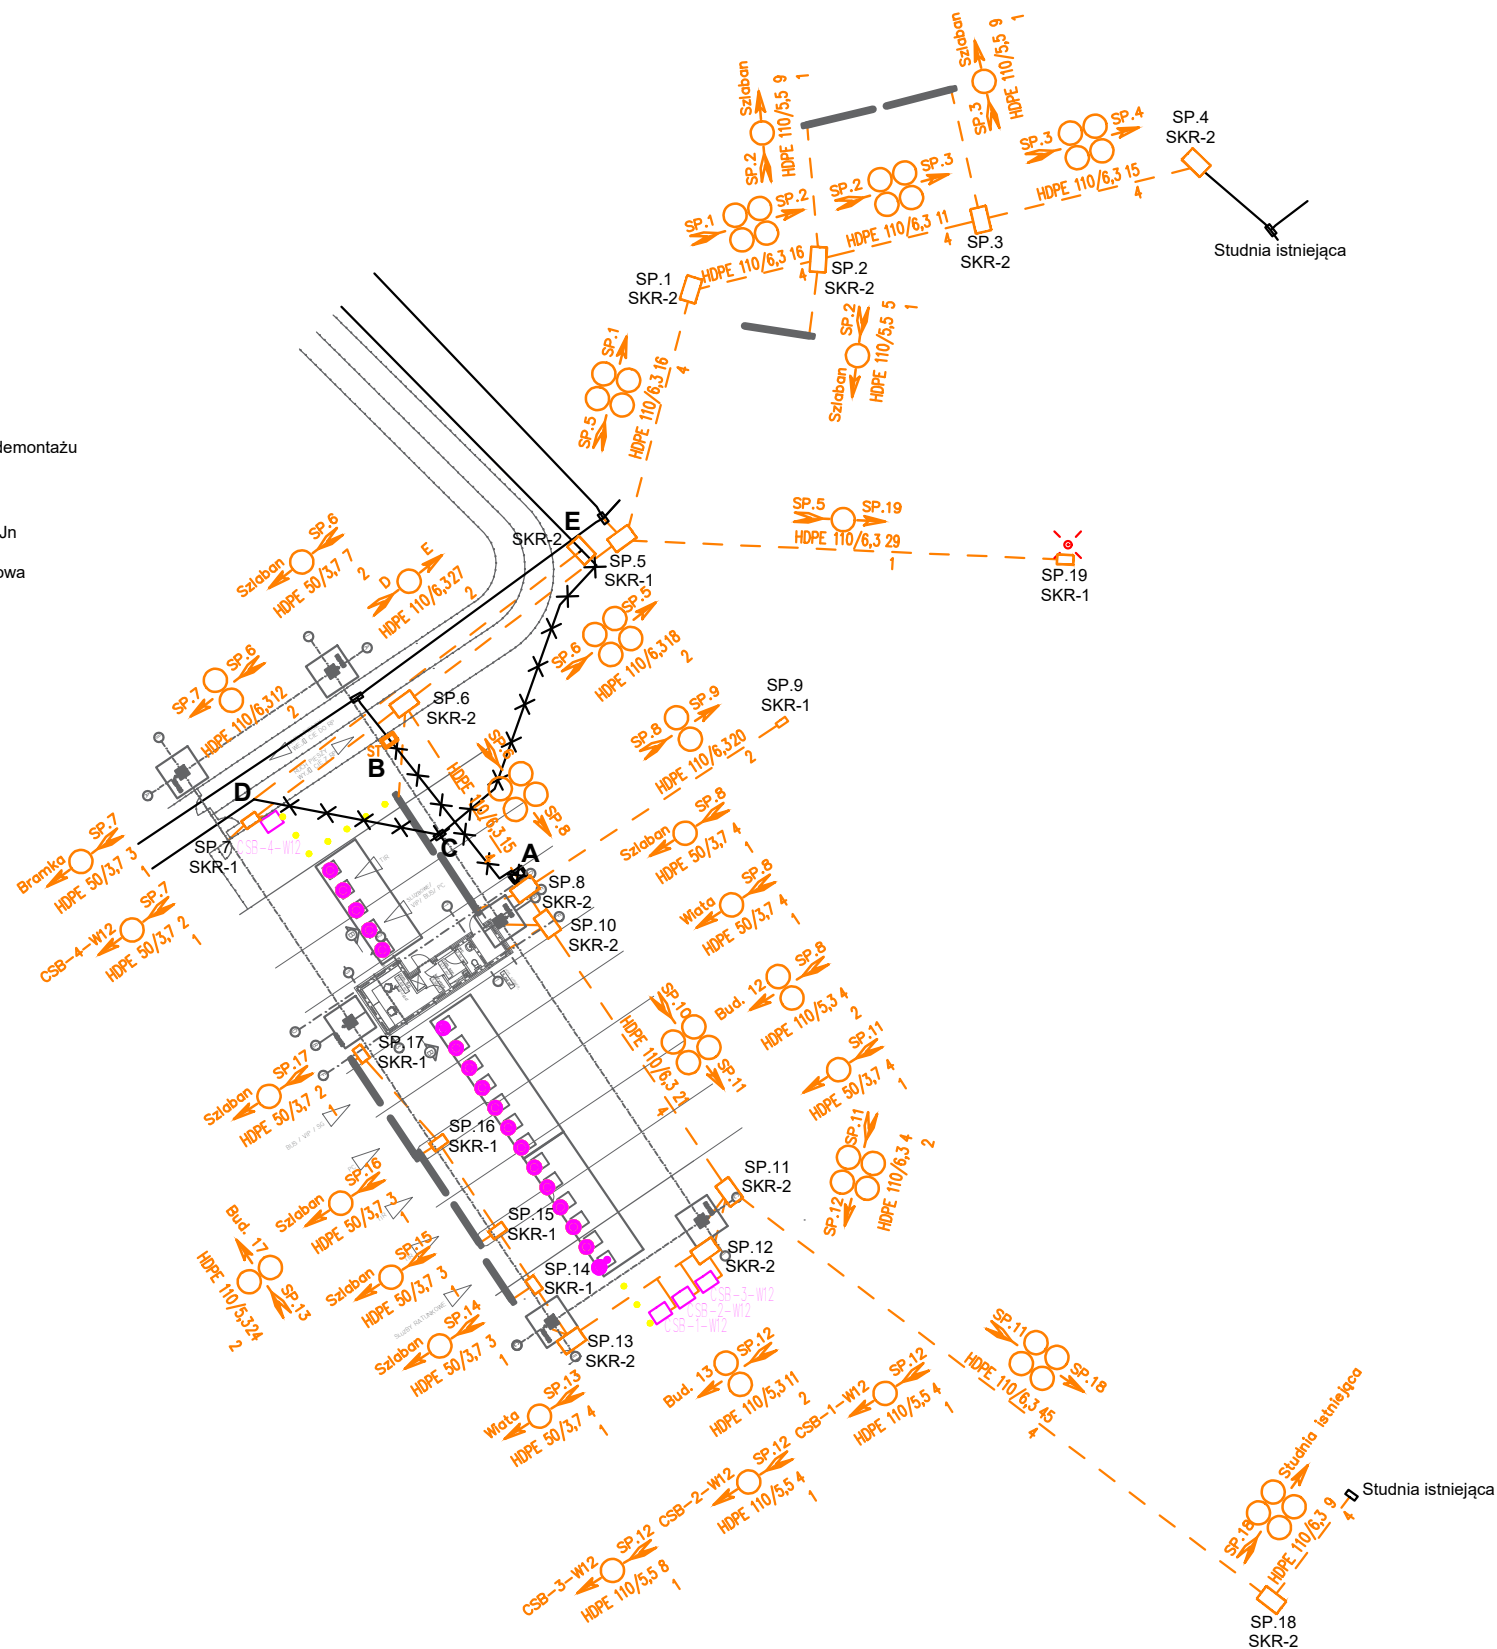 Szlaban
SP.3
HDPE 110/5,5 9
1
Szlaban
SP.2
HDPE 110/5,5 9
1
SP.3
SP.4
HDPE 110/6,3 15
4
SP.4
SKR-2
Studnia istniejąca
SP.2
SP.3
HDPE 110/6,3 11
4
SP.3
SKR-2
SP.1
SP.2
HDPE 110/6,3 16
4
SP.2
SKR-2
SP.1
SKR-2
SP.2
Szlaban
HDPE 110/5,5 5
1
SP.1
SP.5
HDPE 110/6,3 16
4
demontażu
Jn
owa
SP.5
SP.19
HDPE 110/6,3 29
1
SP.19
SKR-1
E
SKR-2
SP.5
SKR-1
SP.6
Szlaban
HDPE 50/3,7 7
2
D
E
HDPE 110/6,327
2
SP.5
SP.6
HDPE 110/6,318
2
SP.6
SP.7
HDPE 110/6,312
2
SP.6
SKR-2
ST
B
SP.9
SKR-1
SP.8
SP.9
HDPE 110/6,320
2
SP.8
HDPE 110/6,315
D
C
A
SP.7
SKR-1
CSB-4-W12
SP.7
Bramka
HDPE 50/3,7 3
1
SP.7
CSB-4-W12
HDPE 50/3,7 2
1
SP.8
SKR-2
SP.10
SKR-2
SP.8
Szlaban
HDPE 50/3,7 4
1
SP.8
Wiata
HDPE 50/3,7 4
1
SP.8
Bud. 12
HDPE 110/5,3 4
2
SP.10
SP.11
HDPE 110/6,3 21
4
SP.11
HDPE 50/3,7 4
1
SP.17
SKR-1
SP.17
Szlaban
HDPE 50/3,7 2
1
BUS / VIP / SG
SP.16
SKR-1
SP.16
Szlaban
HDPE 50/3,7 3
1
SP.11
SP.12
HDPE 110/6,3 4
2
SP.11
SKR-2
SP.15
SKR-1
SP.15
Szlaban
HDPE 50/3,7 3
SP.12
SKR-2
Bud. 17
SP.13
HDPE 110/5,324
2
SP.14
SKR-1
CSB-3-W12
CSB-2-W12
CSB-1-W12
SŁUŻBY RATUNKOWE
SP.14
Szlaban
HDPE 50/3,7 3
1
SP.13
SKR-2
SP.13
Wiata
HDPE 50/3,7 4
1
SP.12
Bud. 13
HDPE 110/5,3 11
2
SP.12
CSB-1-W12
HDPE 110/5,5 4
1
SP.12
CSB-2-W12
HDPE 110/5,5 4
1
SP.12
CSB-3-W12
HDPE 110/5,5 8
1
SP.11
SP.18
HDPE 110/6,3 45
4
Studnia istniejąca
SP.18
HDPE 110/6,3 9
4
Studnia istniejąca
SP.18
SKR-2